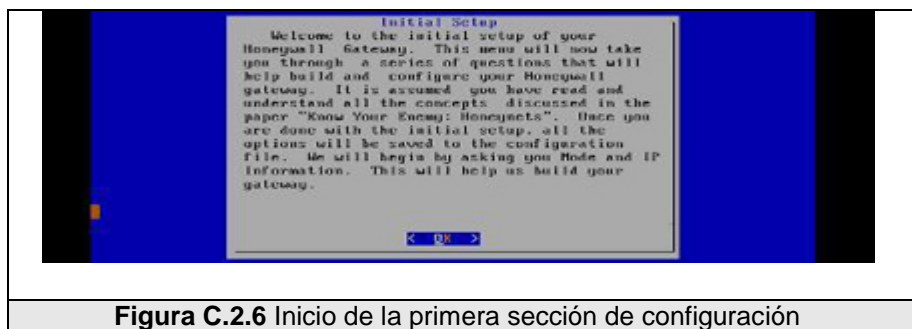 Initial Setup
Welcome to the initial setup of your
Honeywall Gateway. This menu will now take
you through a series of questions that will
help build and configure your Honeywall
gateway. It is assumed you have read and
understand all the concepts discussed in the
paper "Know Your Enemy: Honeynets". Once you
are done with the initial setup, all the
options will be saved to the configuration
file. We will begin by asking you Mode and IP
Information. This will help us build your
gateway.
< OK >
Figura C.2.6 Inicio de la primera sección de configuración